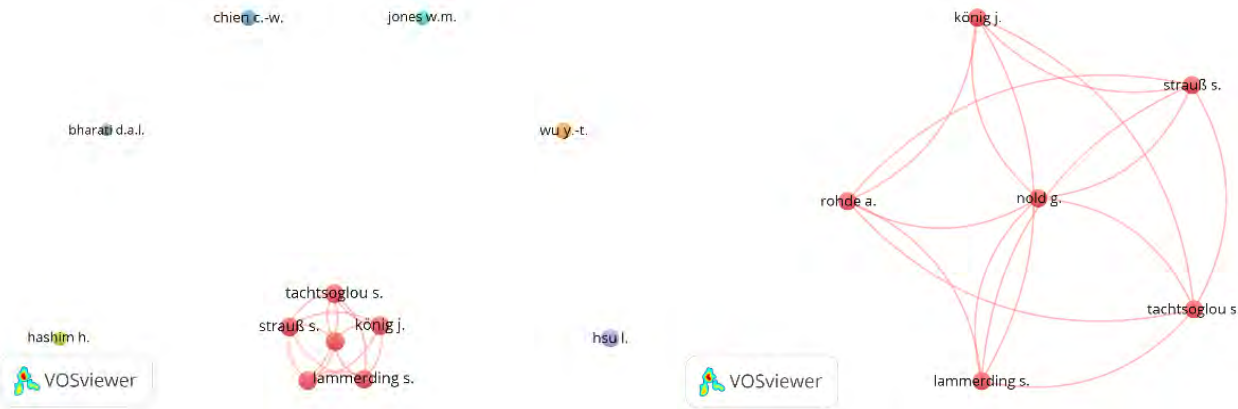 chien c.-w.
jones w.m.
bharati d.a.l.
wu y.-t.
tachtsoglou s.
strauß s.
könig j.
hashim h.
hsu l.
lammerding s.
VOSviewer
könig j.
strauß s.
rohde a.
nold g.
tachtsoglou s
lammerding s.
VOSviewer